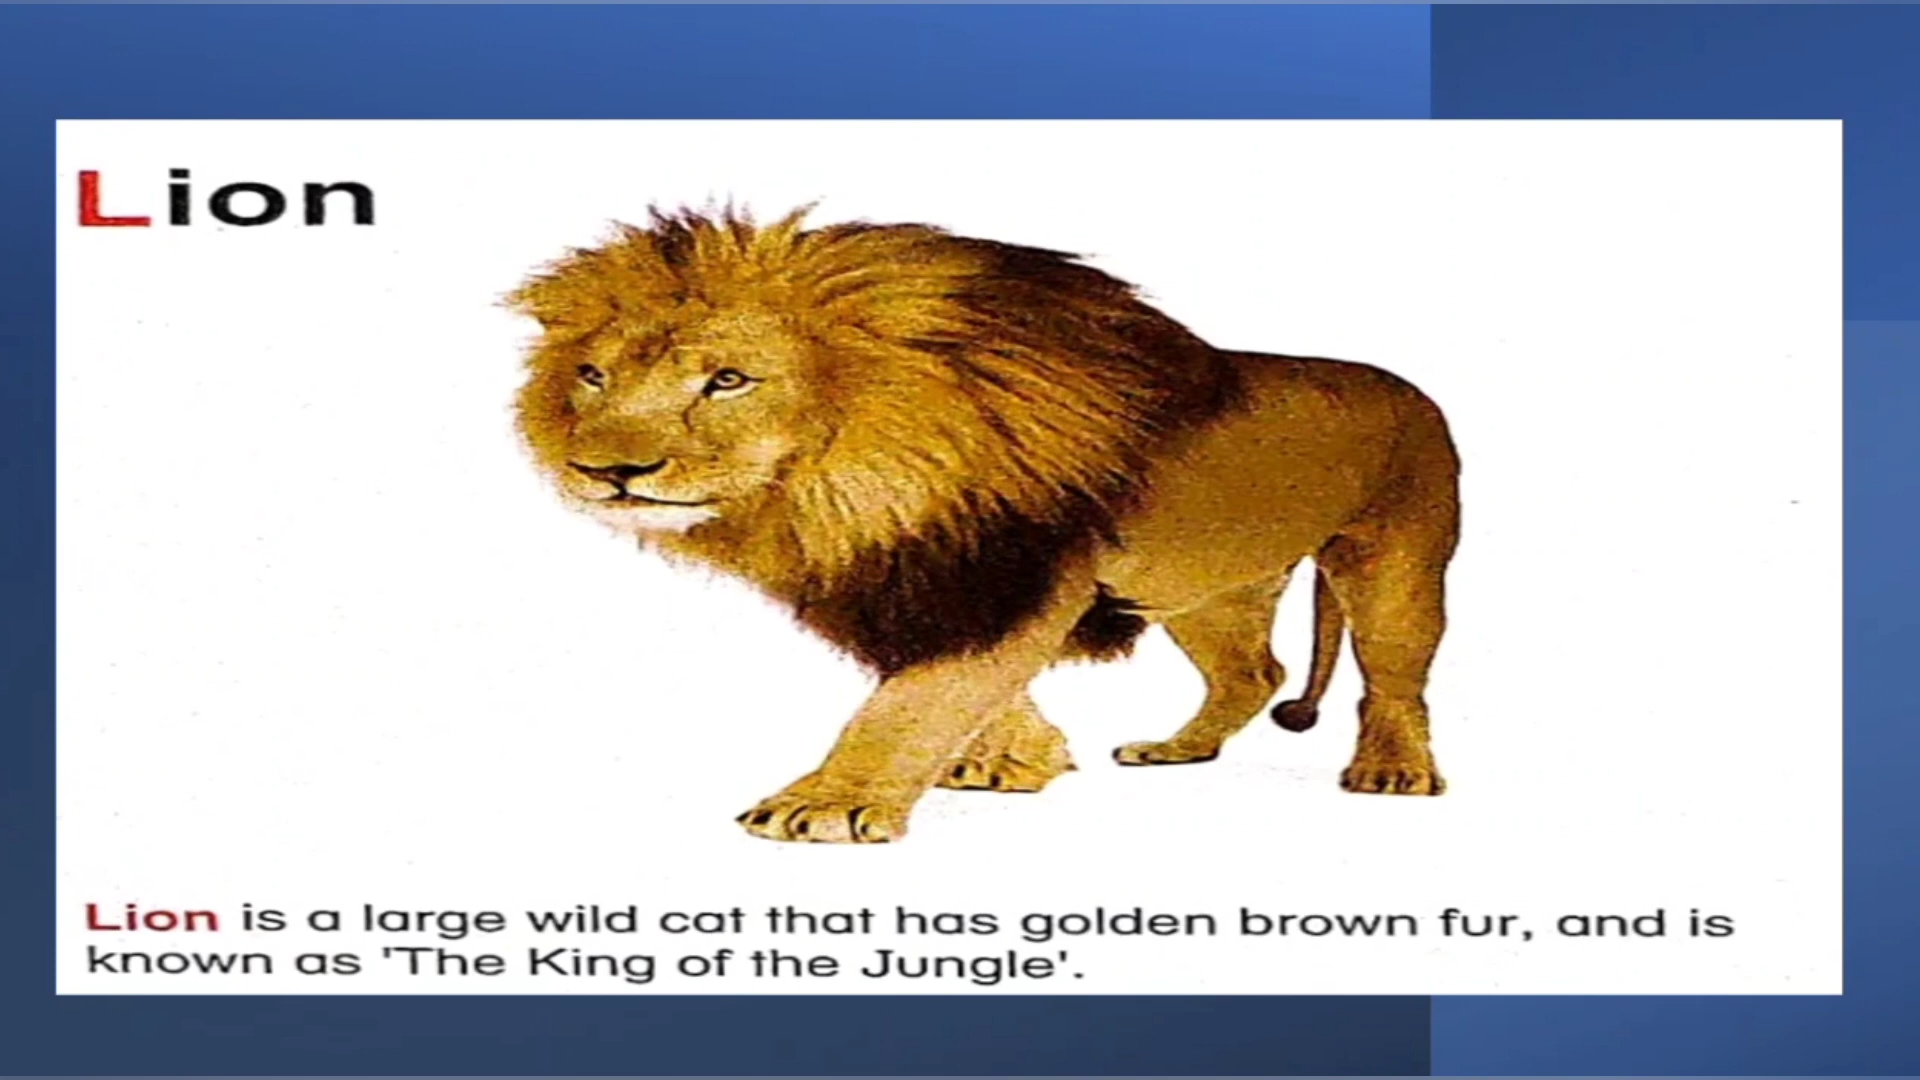 Lion
Lion is a large wild cat that has golden brown fur, and is
known as 'The King of the Jungle'.